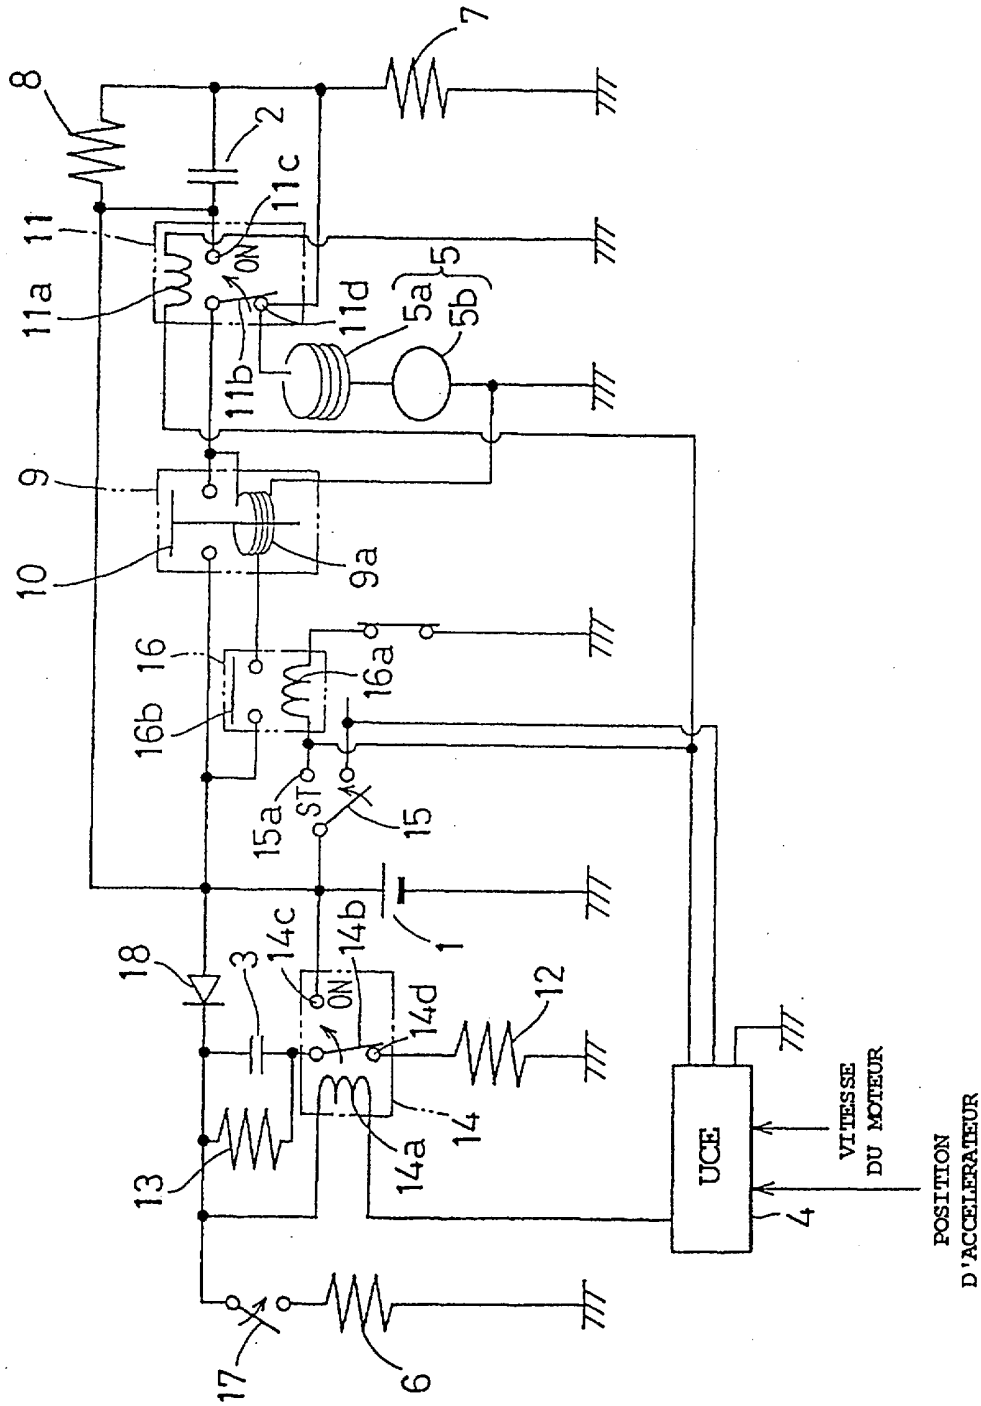 8
7
2
11c
11
ON
11a
11d
5
5a
5b
11b
9
10
9a
16
16b
16a
15a
ST
15
18
3
14c
14b
1
ON
14d
12
13
14
14a
17
6
UCE
4
VITESSE
DU MOTEUR
POSITION
D'ACCELERATEUR